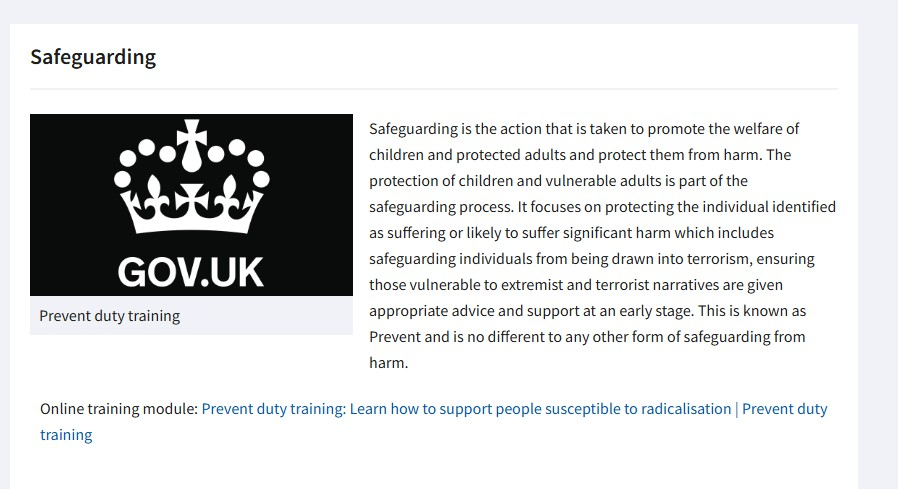 Safeguarding
GOV.UK
Prevent duty training
Safeguarding is the action that is taken to promote the welfare of
children and protected adults and protect them from harm. The
protection of children and vulnerable adults is part of the
safeguarding process. It focuses on protecting the individual identified
as suffering or likely to suffer significant harm which includes
safeguarding individuals from being drawn into terrorism, ensuring
those vulnerable to extremist and terrorist narratives are given
appropriate advice and support at an early stage. This is known as
Prevent and is no different to any other form of safeguarding from
harm.
Online training module: Prevent duty training: Learn how to support people susceptible to radicalisation | Prevent duty
training